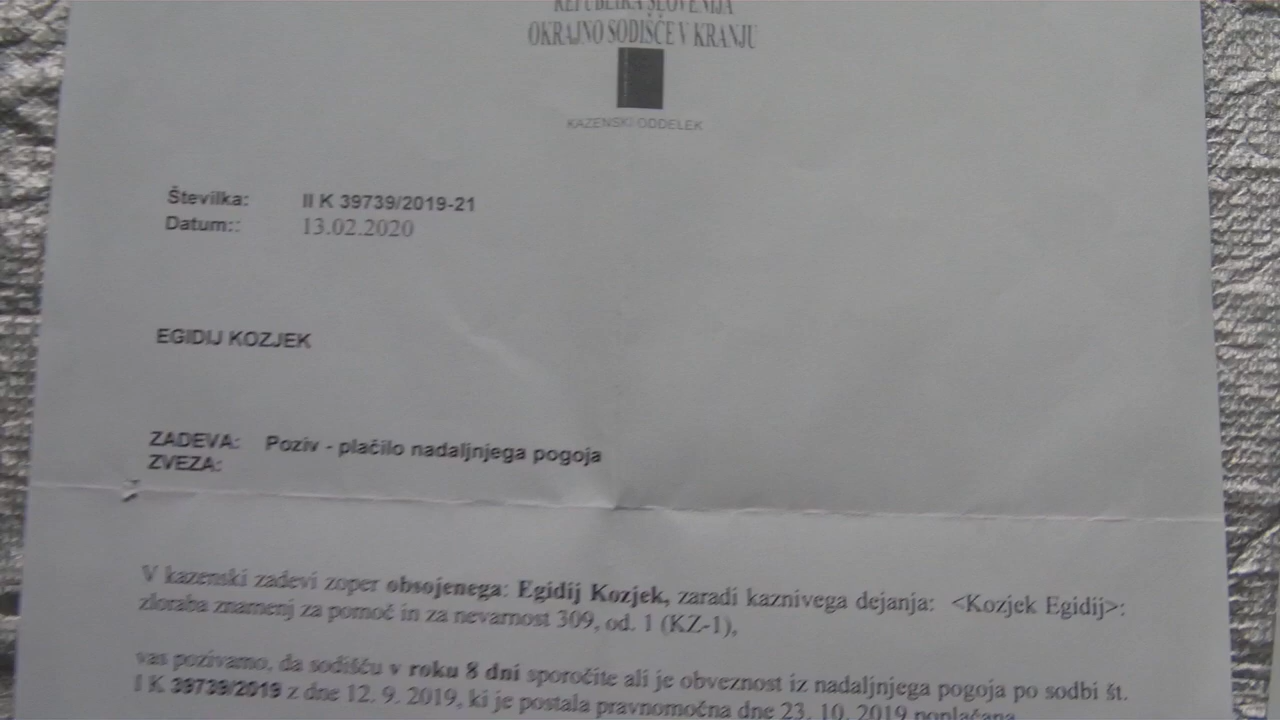 REPUBLIKA SLOVENIJA
OKRAJNO SODIŠČE V KRANJU
KAZENSKI ODDELEK
Številka: II K 39739/2019-21
Datum:: 13.02.2020
EGIDIJ KOZJEK
ZADEVA: Poziv - plačilo nadaljnjega pogoja
ZVEZA:
V kazenski zadevi zoper obsojenega: Egidij Kozjek, zaradi kaznivega dejanja: <Kozjek Egidij>:
zloraba znamenj za pomoč in za nevarnost 309, od. 1 (KZ-1),
vas pozivamo, da sodišču v roku 8 dni sporočite ali je obveznost iz nadaljnjega pogoja po sodbi št.
I K 39739/2019 z dne 12. 9. 2019, ki je postala pravnomočna dne 23. 10. 2019 poplačana